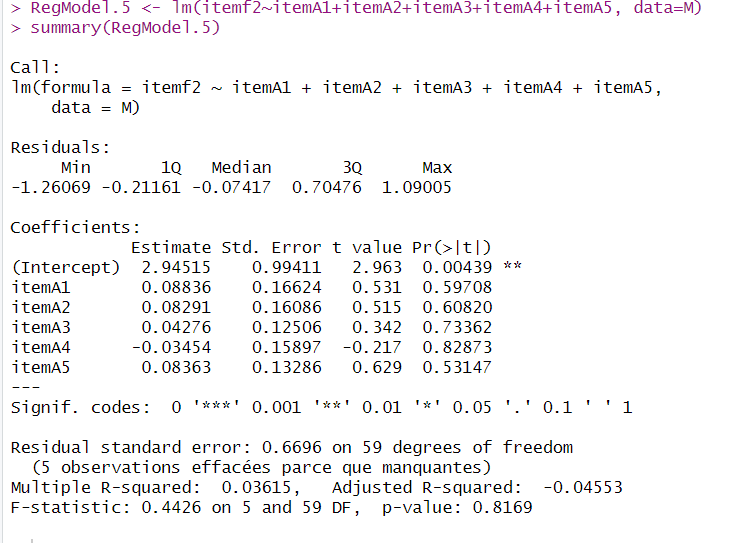 > RegModel.5 <- lm(itemf2~itemA1+itemA2+itemA3+itemA4+itemA5, data=M)
> summary(RegModel.5)

Call:
lm(formula = itemf2 ~ itemA1 + itemA2 + itemA3 + itemA4 + itemA5,
    data = M)

Residuals:
     Min       1Q   Median       3Q      Max
-1.26069 -0.21161 -0.07417  0.70476  1.09005

Coefficients:
            Estimate Std. Error t value Pr(>|t|)
(Intercept)  2.94515    0.99411   2.963  0.00439 **
itemA1       0.08836    0.16624   0.531  0.59708
itemA2       0.08291    0.16086   0.515  0.60820
itemA3       0.04276    0.12506   0.342  0.73362
itemA4      -0.03454    0.15897  -0.217  0.82873
itemA5       0.08363    0.13286   0.629  0.53147
---
Signif. codes:  0 '***' 0.001 '**' 0.01 '*' 0.05 '.' 0.1 ' ' 1

Residual standard error: 0.6696 on 59 degrees of freedom
  (5 observations effacées parce que manquantes)
Multiple R-squared:  0.03615,   Adjusted R-squared:  -0.04553
F-statistic: 0.4426 on 5 and 59 DF,  p-value: 0.8169